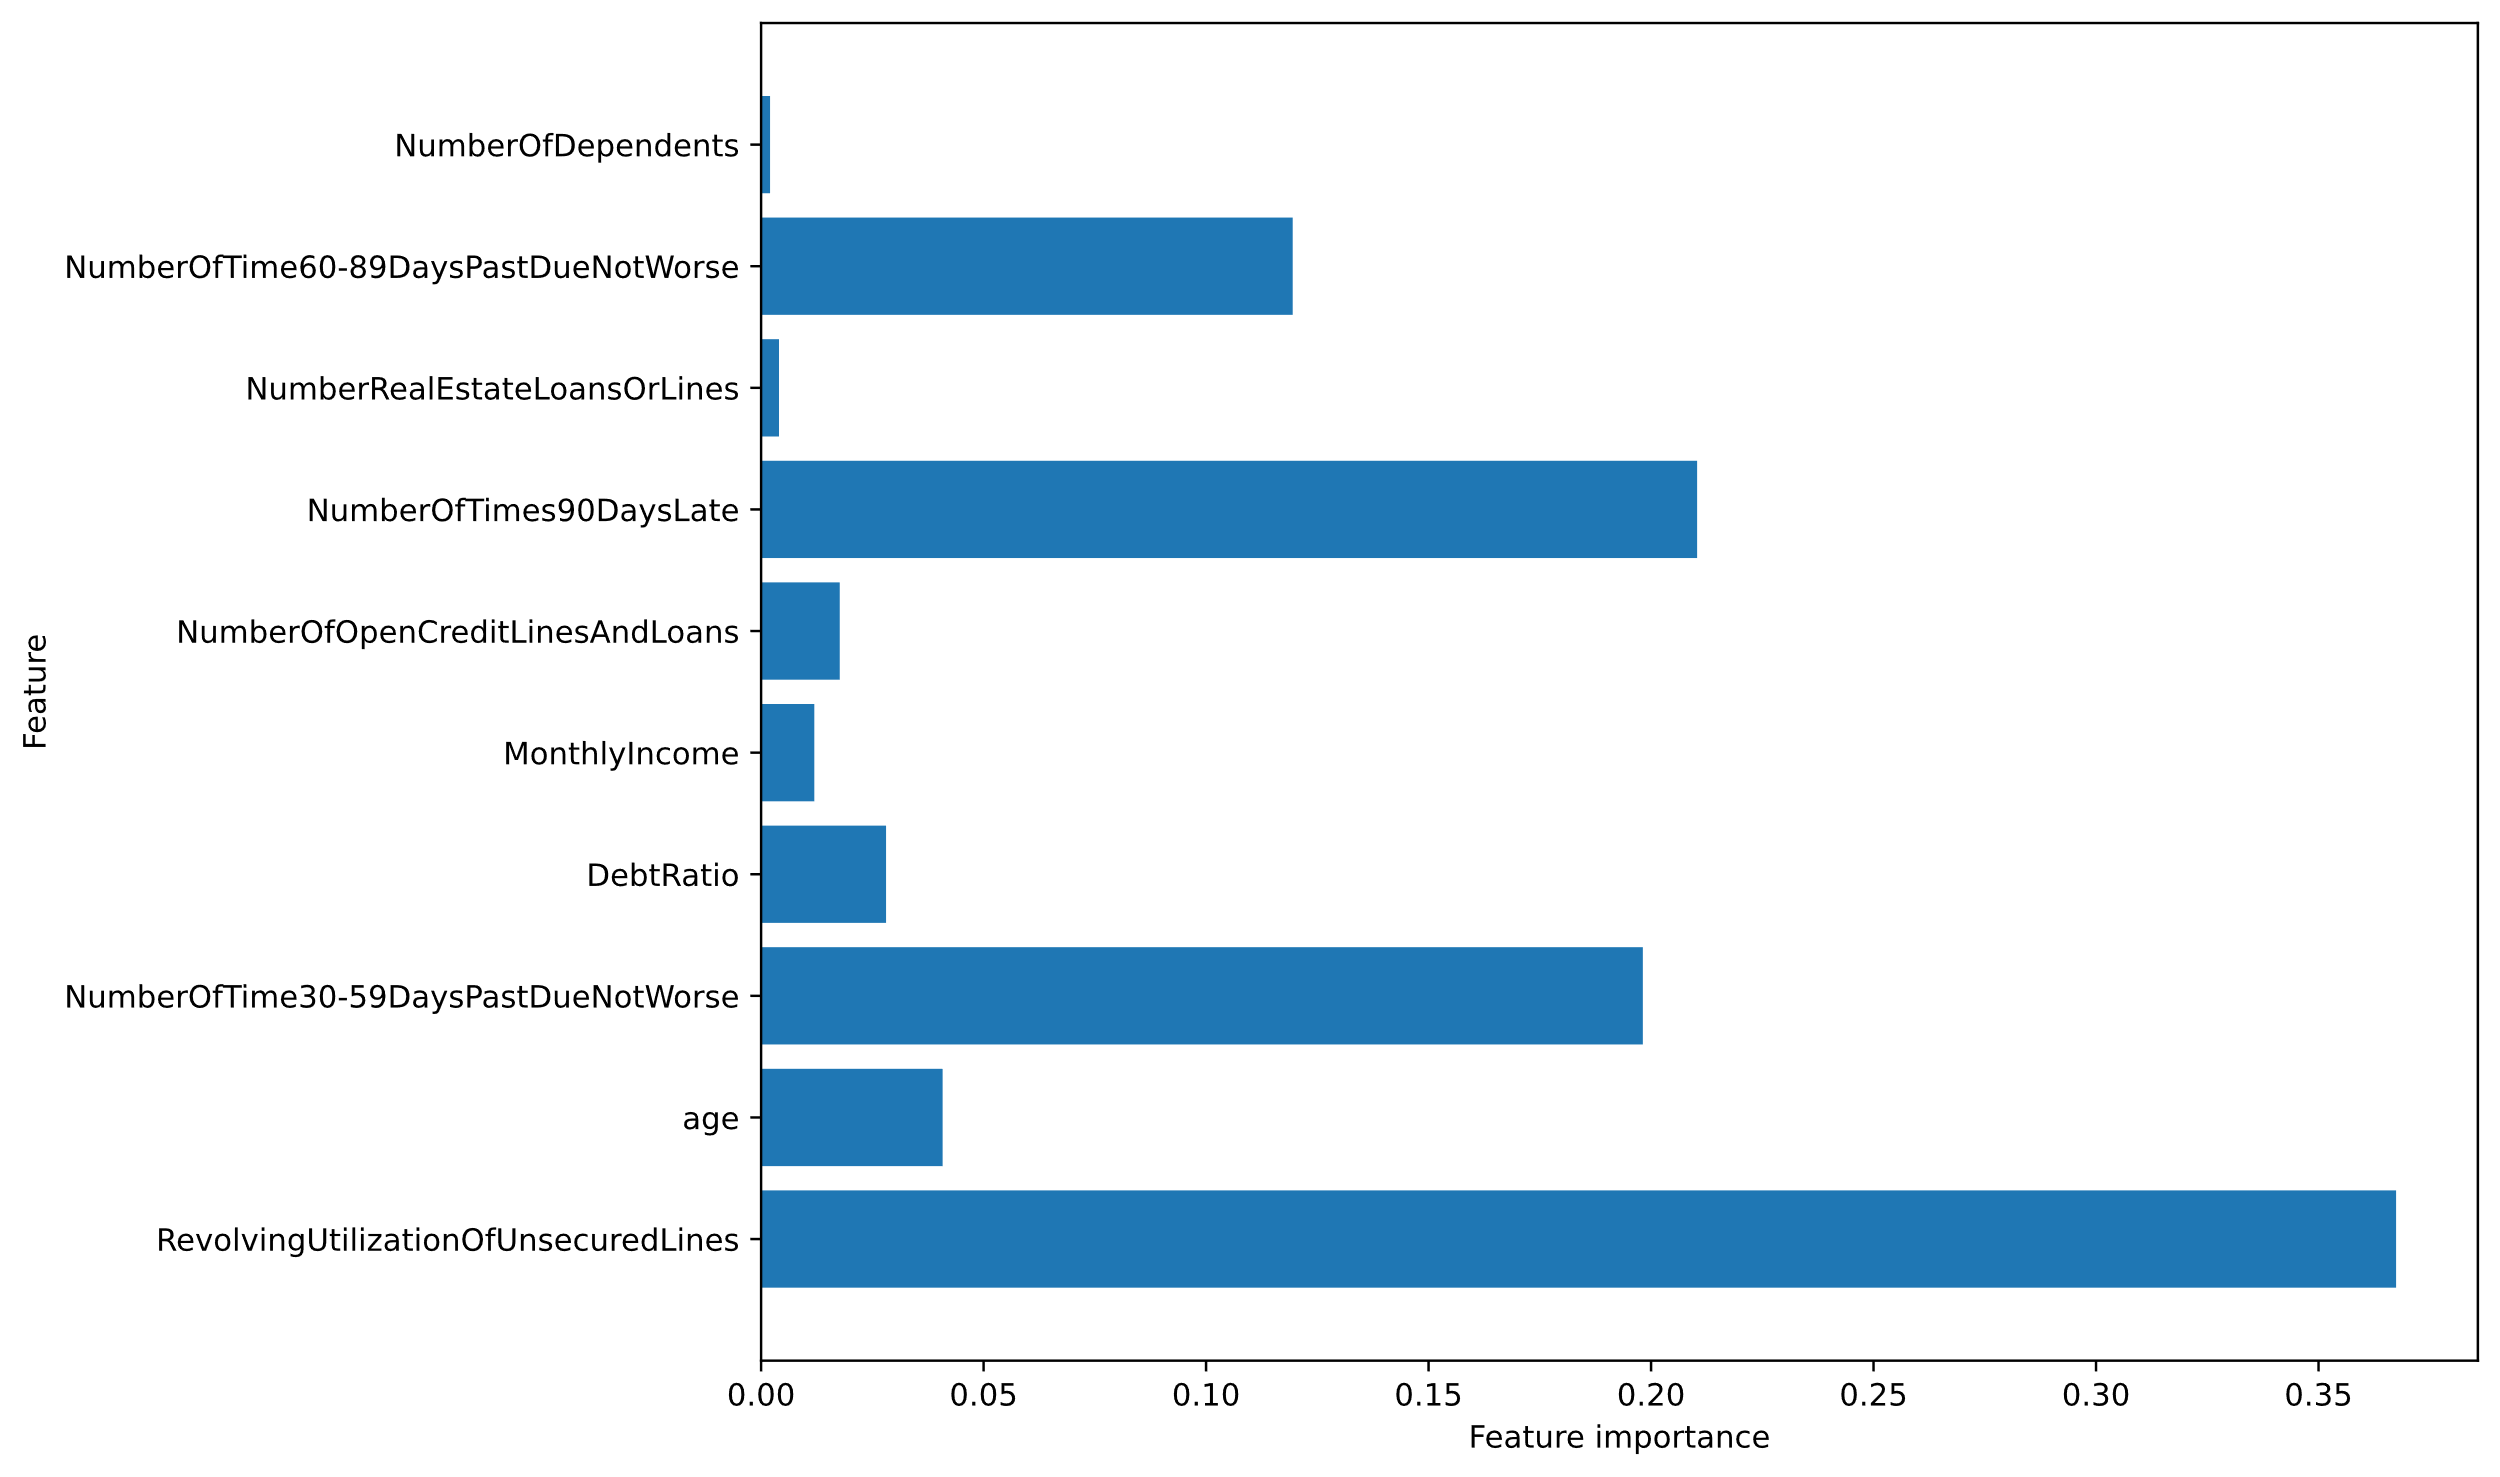 NumberOfDependents
NumberOfTime60-89DaysPastDueNotWorse
NumberRealEstateLoansOrLines
NumberOfTimes90DaysLate
NumberOfOpenCreditLinesAndLoans
MonthlyIncome
DebtRatio
NumberOfTime30-59DaysPastDueNotWorse
age
RevolvingUtilizationOfUnsecuredLines
Feature
0.00 0.05 0.10 0.15 0.20 0.25 0.30 0.35
Feature importance